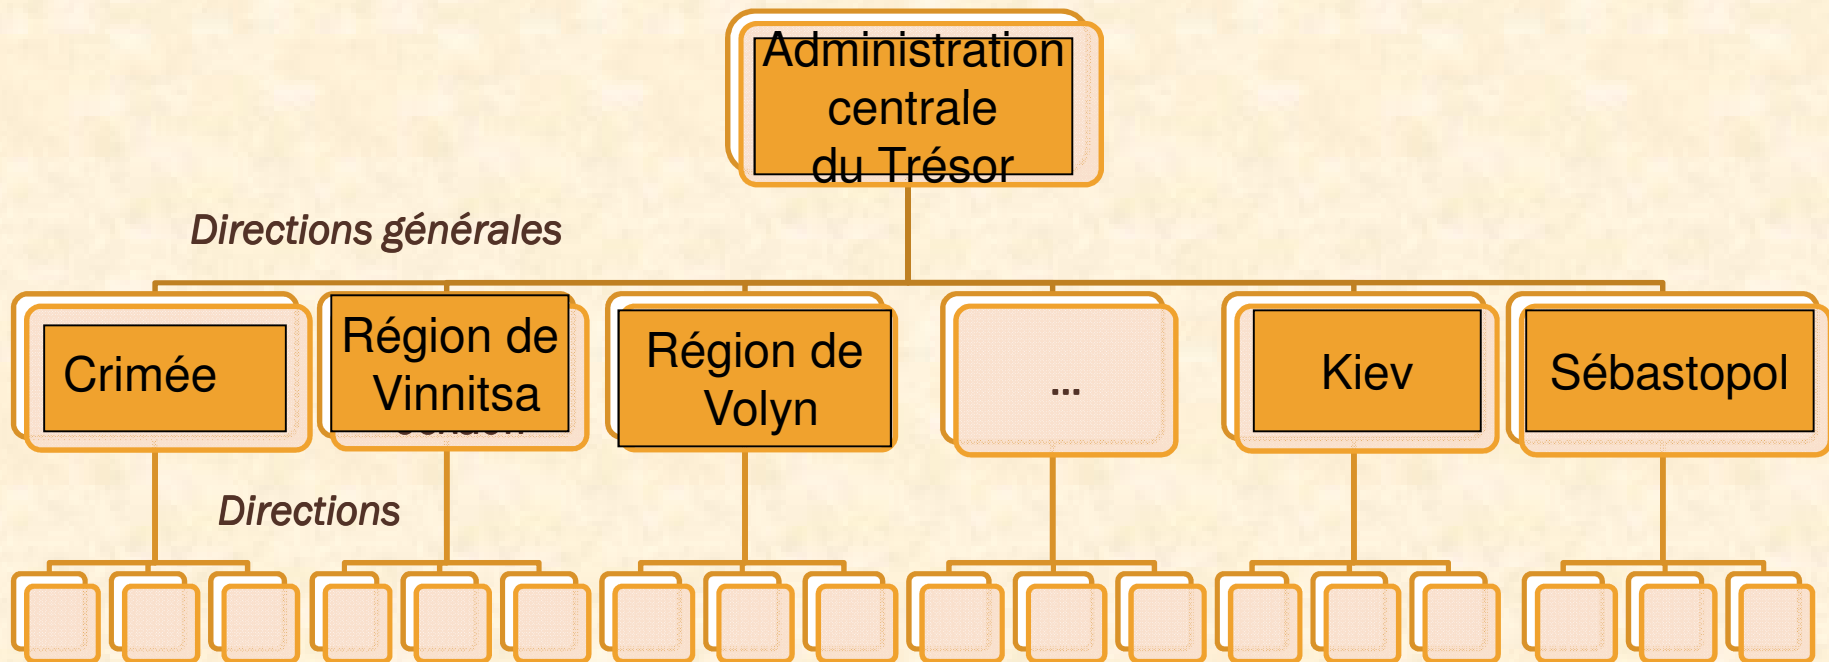 Administration
centrale
du Trésor
Directions générales
Crimée
Région de
Vinnitsa
Région de
Volyn
...
Kiev
Sébastopol
Directions